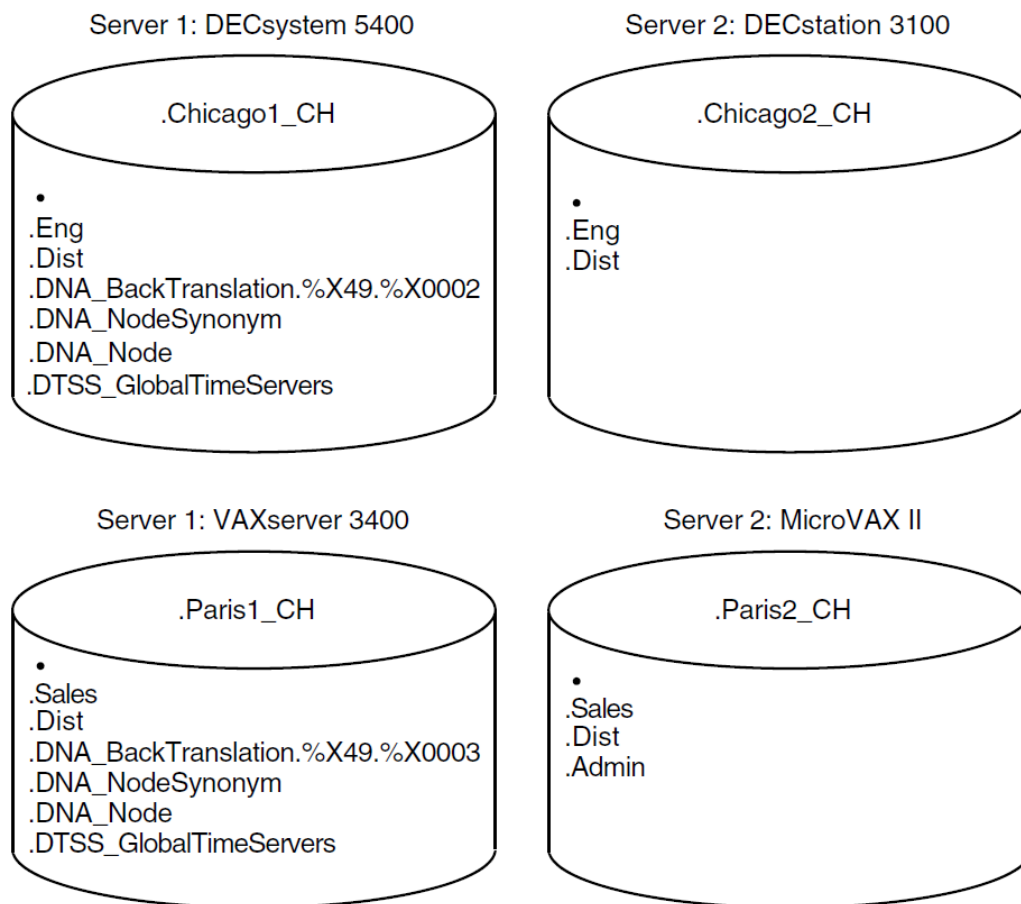 Server 1: DECsystem 5400
.Chicago1_CH
•
.Eng
.Dist
.DNA_BackTranslation.%X49.%X0002
.DNA_NodeSynonym
.DNA_Node
.DTSS_GlobalTimeServers
Server 2: DECstation 3100
.Chicago2_CH
•
.Eng
.Dist
Server 1: VAXserver 3400
.Paris1_CH
•
.Sales
.Dist
.DNA_BackTranslation.%X49.%X0003
.DNA_NodeSynonym
.DNA_Node
.DTSS_GlobalTimeServers
Server 2: MicroVAX II
.Paris2_CH
•
.Sales
.Dist
.Admin